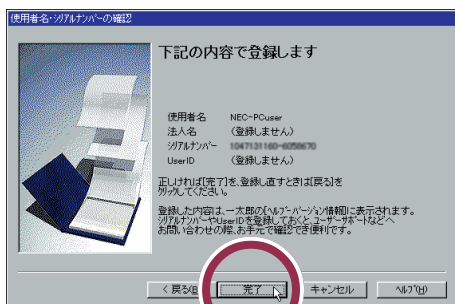 使用者名・シリアルナンバーの確認
下記の内容で登録します
使用者名 NEC-PCuser
法人名 (登録しません)
シリアルナンバー
UserID (登録しません)
正しければ[完了]を、登録し直すときは[戻る]を
クリックしてください。
登録した内容は、一太郎の[ヘルプ-バージョン情報]に表示されます。
シリアルナンバーやUserIDを登録しておくと、ユーザーサポートなどへ
お問い合わせの際、お手元で確認でき便利です。
< 戻る(B 完了 キャンセル ヘルプ(H)